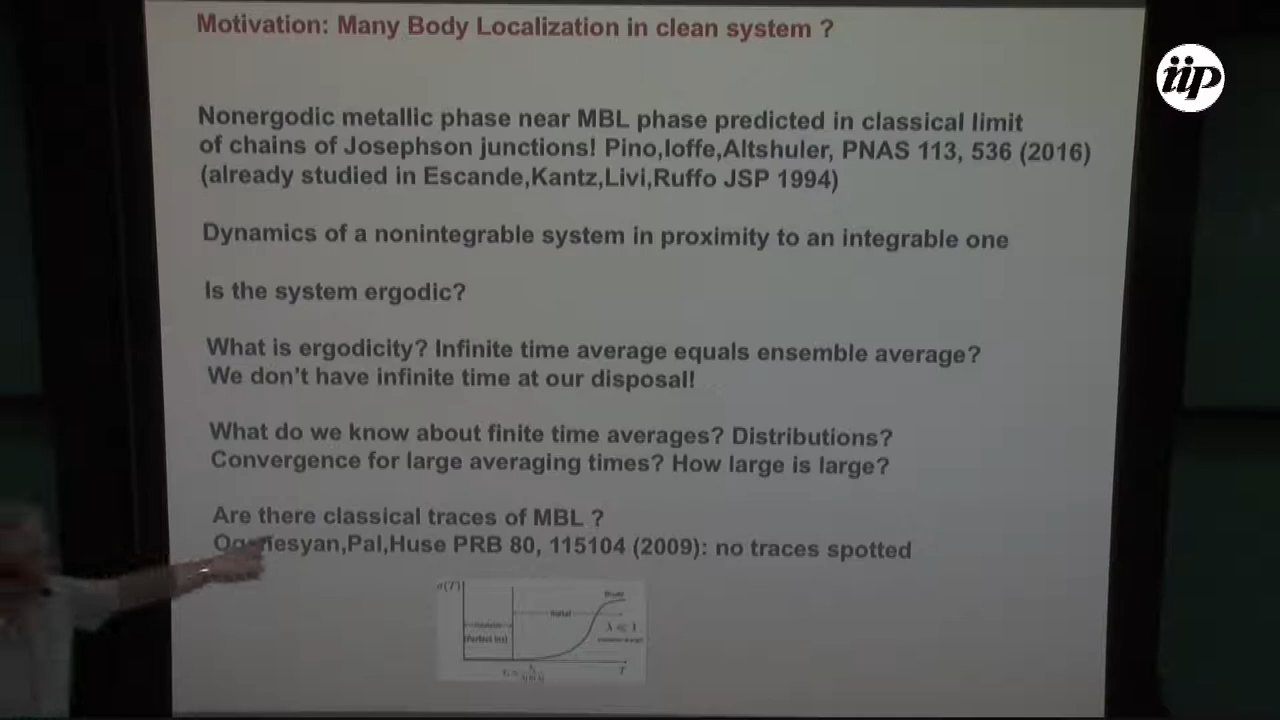 Motivation: Many Body Localization in clean system ?
iip
Nonergodic metallic phase near MBL phase predicted in classical limit
of chains of Josephson junctions! Pino,Ioffe,Altshuler, PNAS 113, 536 (2016)
(already studied in Escande,Kantz,Livi,Ruffo JSP 1994)
Dynamics of a nonintegrable system in proximity to an integrable one
Is the system ergodic?
What is ergodicity? Infinite time average equals ensemble average?
We don't have infinite time at our disposal!
What do we know about finite time averages? Distributions?
Convergence for large averaging times? How large is large?
Are there classical traces of MBL ?
PRB 80, 115104 (2009): no traces spotted
σ(T)
metal
λ ≪ 1
(Perfect ins)
T